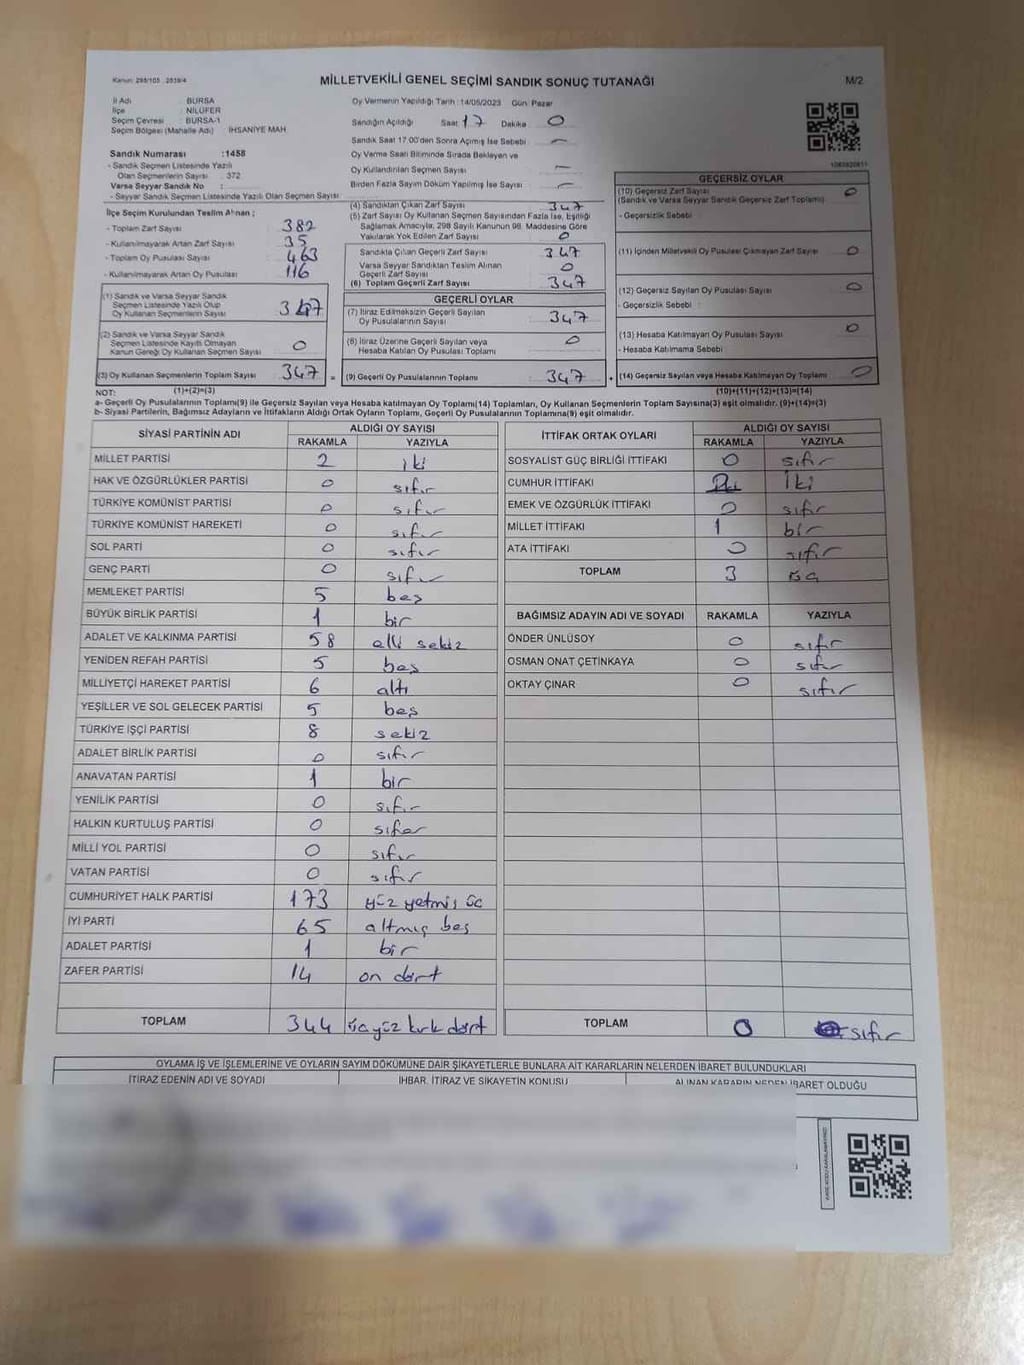 Kanun: 298/105 2839/4
MİLLETVEKİLİ GENEL SEÇİMİ SANDIK SONUÇ TUTANAĞI
M/2
İl Adı : BURSA
İlçe : NİLÜFER
Seçim Çevresi : BURSA-1
Seçim Bölgesi (Mahalle Adı) : İHSANİYE MAH.
Oy Vermenin Yapıldığı Tarih :14/05/2023 Gün: Pazar
Sandığın Açıldığı Saat 17 Dakika 0
Sandık Saat 17.00'den Sonra Açımış İse Sebebi : —
Oy Verme Saati Bitiminde Sırada Bekleyen ve
Oy Kullandırılan Seçmen Sayısı —
Birden Fazla Sayım Döküm Yapılmış İse Sayısı —
Sandık Numarası :1458
- Sandık Seçmen Listesinde Yazılı
Olan Seçmenlerin Sayısı : 372
Varsa Seyyar Sandık No :
- Seyyar Sandık Seçmen Listesinde Yazılı Olan Seçmen Sayısı :
İlçe Seçim Kurulundan Teslim Alınan ;
- Toplam Zarf Sayısı 382
- Kullanılmayarak Artan Zarf Sayısı 35
- Toplam Oy Pusulası Sayısı 463
- Kullanılmayarak Artan Oy Pusulası 116
(1) Sandık ve Varsa Seyyar Sandık
Seçmen Listesinde Yazılı Olup
Oy Kullanan Seçmenlerin Sayısı 347
(2) Sandık ve Varsa Seyyar Sandık
Seçmen Listesinde Kayıtlı Olmayan
Kanun Gereği Oy Kullanan Seçmen Sayısı 0
(3) Oy Kullanan Seçmenlerin Toplam Sayısı 347
(4) Sandıktan Çıkan Zarf Sayısı 347
(5) Zarf Sayısı Oy Kullanan Seçmen Sayısından Fazla İse, Eşitliği
Sağlamak Amacıyla, 298 Sayılı Kanunun 98. Maddesine Göre
Yakılarak Yok Edilen Zarf Sayısı 0
Sandıkta Çıkan Geçerli Zarf Sayısı 347
Varsa Seyyar Sandıktan Teslim Alınan
Geçerli Zarf Sayısı 0
(6) Toplam Geçerli Zarf Sayısı 347
GEÇERLİ OYLAR
(7) İtiraz Edilmeksizin Geçerli Sayılan
Oy Pusulalarının Sayısı 347
(8) İtiraz Üzerine Geçerli Sayılan veya
Hesaba Katılan Oy Pusulası Toplamı 0
= (9) Geçerli Oy Pusulalarının Toplamı 347
1083820811
GEÇERSİZ OYLAR
(10) Geçersiz Zarf Sayısı 0
(Sandık ve Varsa Seyyar Sandık Geçersiz Zarf Toplamı)
- Geçersizlik Sebebi :
(11) İçinden Milletvekili Oy Pusulası Çıkmayan Zarf Sayısı 0
(12) Geçersiz Sayılan Oy Pusulası Sayısı 0
- Geçersizlik Sebebi :
(13) Hesaba Katılmayan Oy Pusulası Sayısı 0
- Hesaba Katılmama Sebebi :
+ (14) Geçersiz Sayılan veya Hesaba Katılmayan Oy Toplamı 0
NOT: (1)+(2)=(3) (10)+(11)+(12)+(13)=(14)
a- Geçerli Oy Pusulalarının Toplamı(9) ile Geçersiz Sayılan veya Hesaba katılmayan Oy Toplamı(14) Toplamları, Oy Kullanan Seçmenlerin Toplam Sayısına(3) eşit olmalıdır. (9)+(14)=(3)
b- Siyasi Partilerin, Bağımsız Adayların ve İttifakların Aldığı Ortak Oyların Toplamı, Geçerli Oy Pusulalarının Toplamına(9) eşit olmalıdır.
SİYASİ PARTİNİN ADI ALDIĞI OY SAYISI
RAKAMLA YAZIYLA
MİLLET PARTİSİ 2 iki
HAK VE ÖZGÜRLÜKLER PARTİSİ 0 sıfır
TÜRKİYE KOMÜNİST PARTİSİ 0 sıfır
TÜRKİYE KOMÜNİST HAREKETİ 0 sıfır
SOL PARTİ 0 sıfır
GENÇ PARTİ 0 sıfır
MEMLEKET PARTİSİ 5 beş
BÜYÜK BİRLİK PARTİSİ 1 bir
ADALET VE KALKINMA PARTİSİ 58 elli sekiz
YENİDEN REFAH PARTİSİ 5 beş
MİLLİYETÇİ HAREKET PARTİSİ 6 altı
YEŞİLLER VE SOL GELECEK PARTİSİ 5 beş
TÜRKİYE İŞÇİ PARTİSİ 8 sekiz
ADALET BİRLİK PARTİSİ 0 sıfır
ANAVATAN PARTİSİ 1 bir
YENİLİK PARTİSİ 0 sıfır
HALKIN KURTULUŞ PARTİSİ 0 sıfır
MİLLİ YOL PARTİSİ 0 sıfır
VATAN PARTİSİ 0 sıfır
CUMHURİYET HALK PARTİSİ 173 yüz yetmiş üç
İYİ PARTİ 65 altmış beş
ADALET PARTİSİ 1 bir
ZAFER PARTİSİ 14 on dört
TOPLAM 344 üçyüz kırk dört
İTTİFAK ORTAK OYLARI ALDIĞI OY SAYISI
RAKAMLA YAZIYLA
SOSYALİST GÜÇ BİRLİĞİ İTTİFAKI 0 sıfır
CUMHUR İTTİFAKI 2 İki
EMEK VE ÖZGÜRLÜK İTTİFAKI 0 sıfır
MİLLET İTTİFAKI 1 bir
ATA İTTİFAKI 0 sıfır
TOPLAM 3 üç
BAĞIMSIZ ADAYIN ADI VE SOYADI RAKAMLA YAZIYLA
ÖNDER ÜNLÜSOY 0 sıfır
OSMAN ONAT ÇETİNKAYA 0 sıfır
OKTAY ÇINAR 0 sıfır
TOPLAM 0 sıfır
OYLAMA İŞ VE İŞLEMLERİNE VE OYLARIN SAYIM DÖKÜMÜNE DAİR ŞİKAYETLERLE BUNLARA AİT KARARLARIN NELERDEN İBARET BULUNDUKLARI
İTİRAZ EDENİN ADI VE SOYADI İHBAR, İTİRAZ VE ŞİKAYETİN KONUSU ALINAN KARARIN NEDEN İBARET OLDUĞU